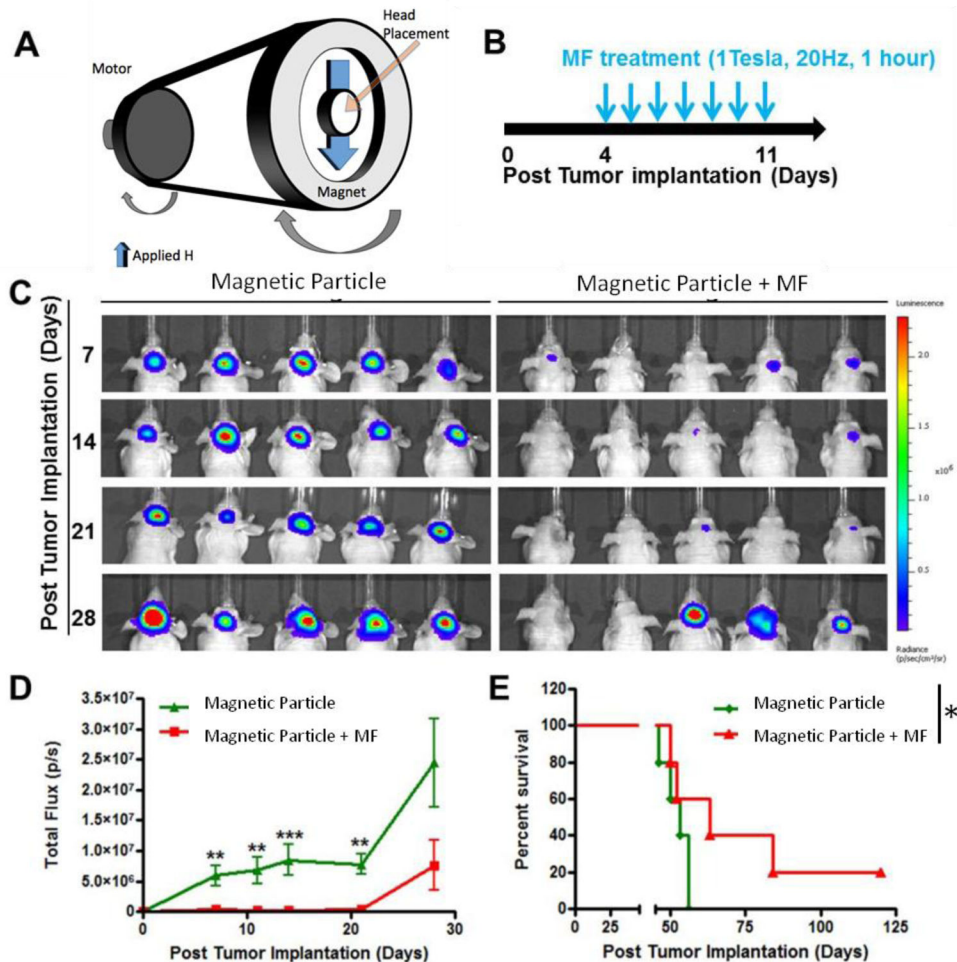 A
Motor
Head
Placement
Magnet
Applied H
B
MF treatment (1Tesla, 20Hz, 1 hour)
0
4
11
Post Tumor implantation (Days)
C
Magnetic Particle
Magnetic Particle + MF
Post Tumor Implantation (Days)
7
14
21
28
Luminescence
2.0
1.5
x10⁶
1.0
0.5
Radiance
(p/sec/cm²/sr)
D
Magnetic Particle
Magnetic Particle + MF
Total Flux (p/s)
3.5×10⁷
3.0×10⁷
2.5×10⁷
2.0×10⁷
1.5×10⁷
1.0×10⁷
5.0×10⁶
0
** ** *** **
0 10 20 30
Post Tumor Implantation (Days)
E
Magnetic Particle
Magnetic Particle + MF
*
Percent survival
120
100
80
60
40
20
0
0 25 50 75 100 125
Post Tumor Implantation (Days)